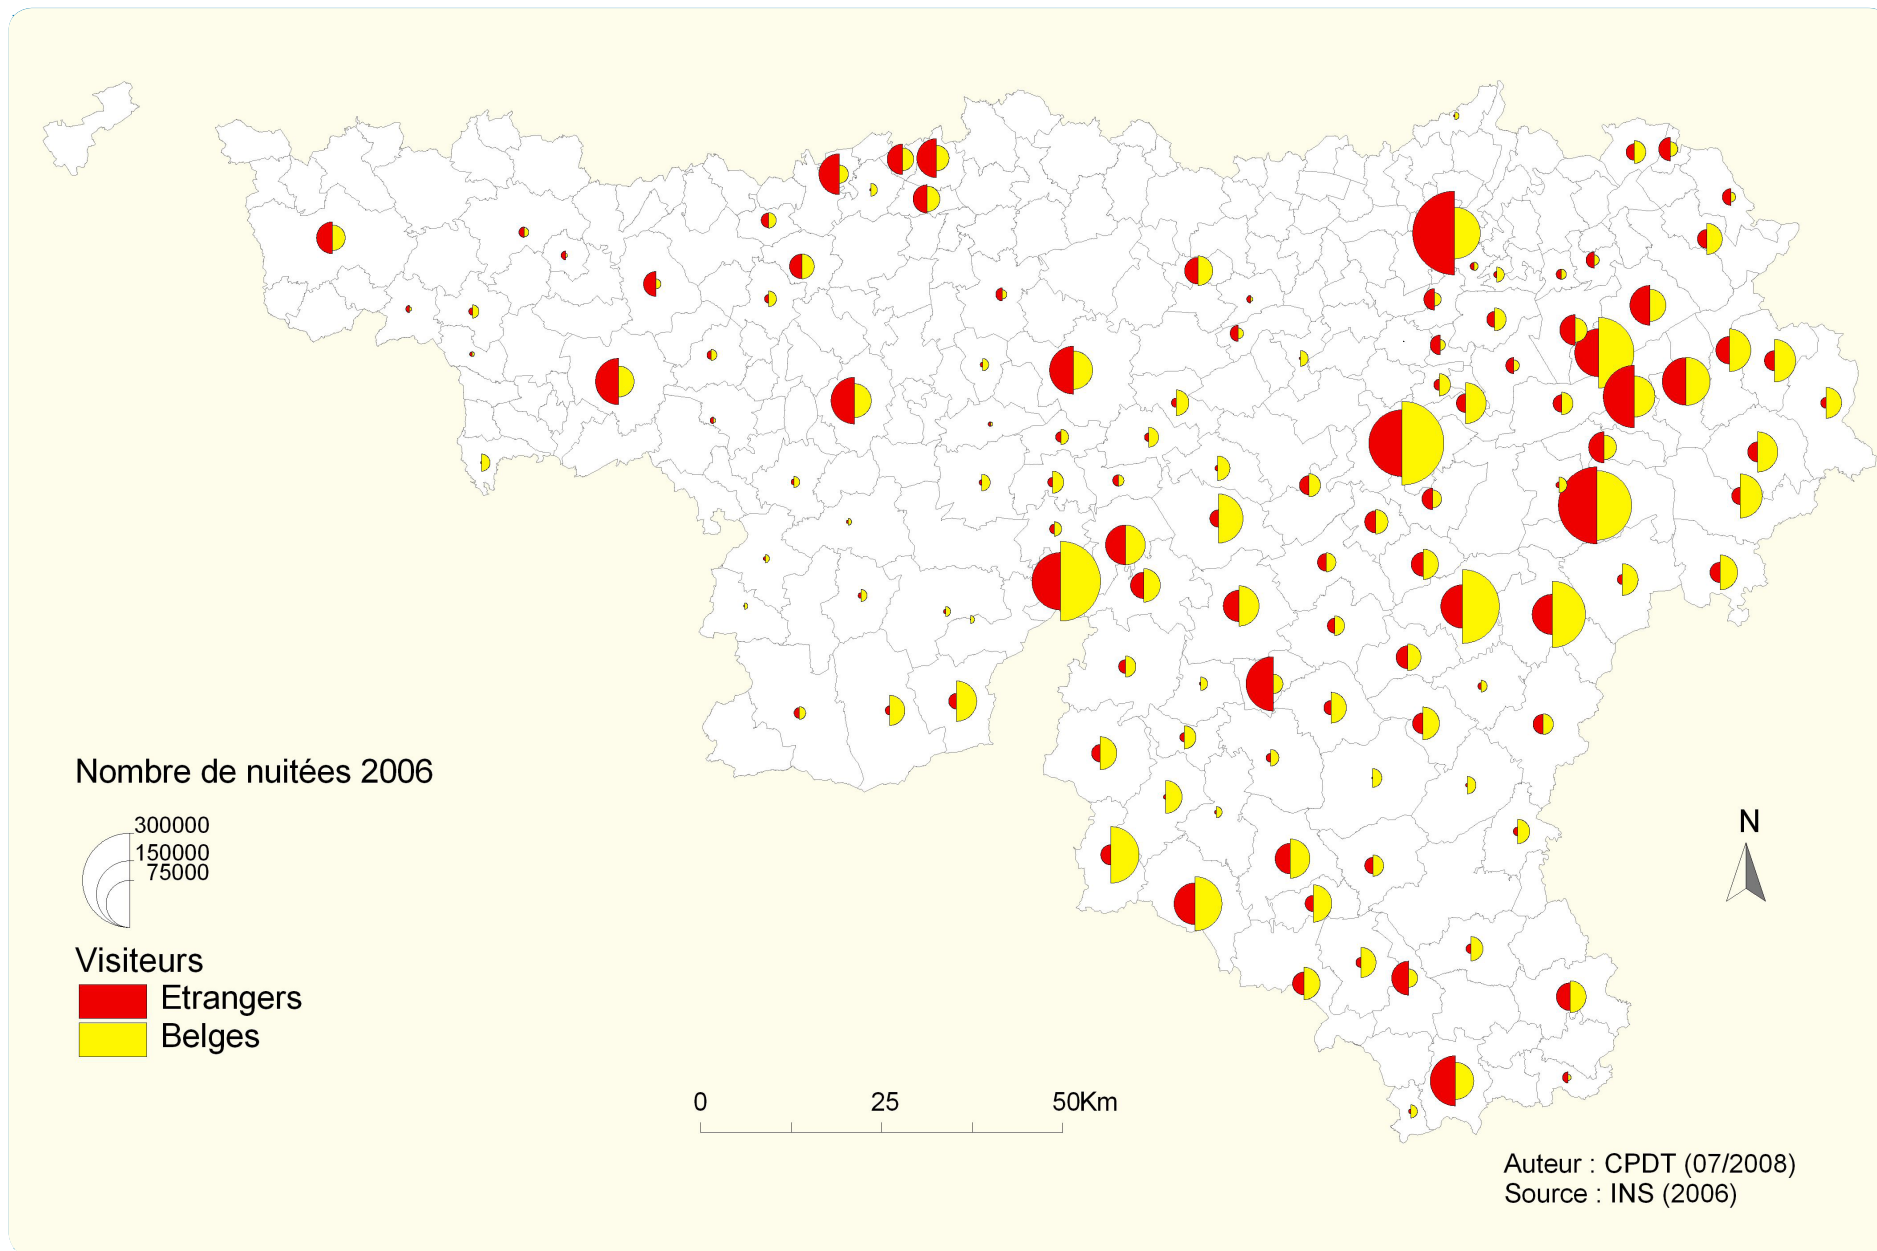 Nombre de nuitées 2006
300000
150000
75000
Visiteurs
Etrangers
Belges
N
0 25 50Km
Auteur : CPDT (07/2008)
Source : INS (2006)